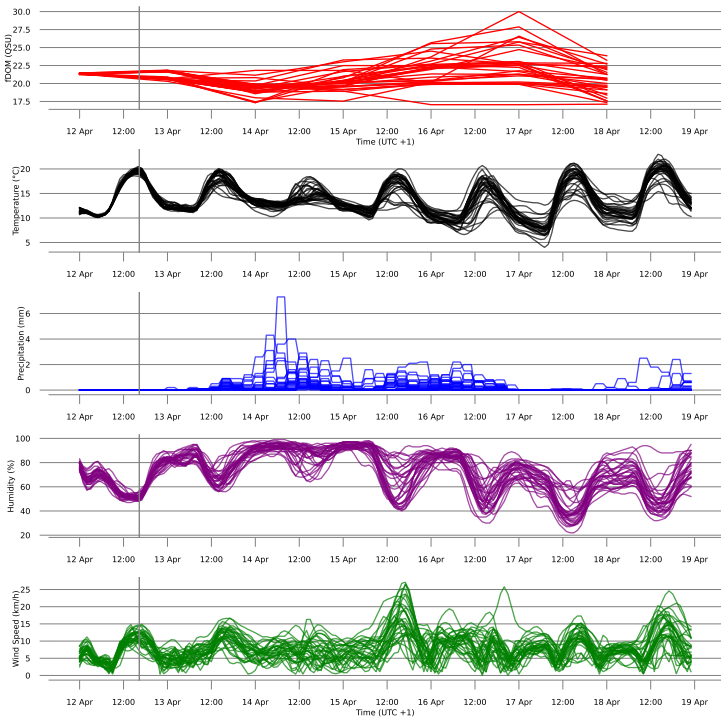 30.0
27.5
25.0
22.5
20.0
17.5
fDOM (QSU)
12 Apr 12:00 13 Apr 12:00 14 Apr 12:00 15 Apr 12:00 16 Apr 12:00 17 Apr 12:00 18 Apr 12:00 19 Apr
Time (UTC +1)
20
15
10
5
Temperature (°C)
12 Apr 12:00 13 Apr 12:00 14 Apr 12:00 15 Apr 12:00 16 Apr 12:00 17 Apr 12:00 18 Apr 12:00 19 Apr
6
4
2
0
Precipitation (mm)
12 Apr 12:00 13 Apr 12:00 14 Apr 12:00 15 Apr 12:00 16 Apr 12:00 17 Apr 12:00 18 Apr 12:00 19 Apr
100
80
60
40
20
Humidity (%)
12 Apr 12:00 13 Apr 12:00 14 Apr 12:00 15 Apr 12:00 16 Apr 12:00 17 Apr 12:00 18 Apr 12:00 19 Apr
25
20
15
10
5
0
Wind Speed (km/h)
12 Apr 12:00 13 Apr 12:00 14 Apr 12:00 15 Apr 12:00 16 Apr 12:00 17 Apr 12:00 18 Apr 12:00 19 Apr
Time (UTC +1)